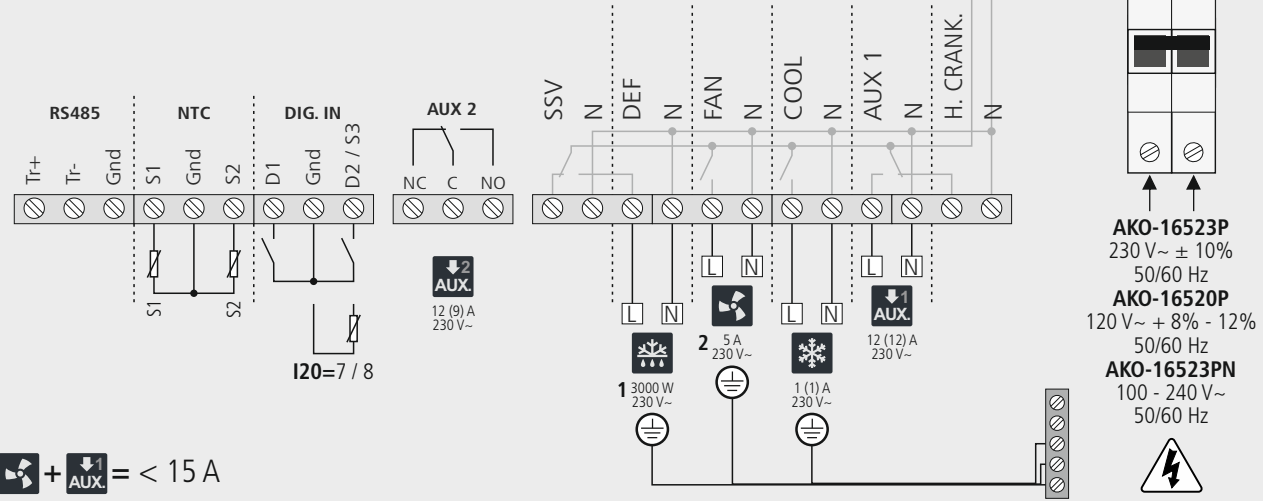 RS485
NTC
DIG. IN
AUX 2
Tr+
Tr-
Gnd
S1
Gnd
S2
D1
Gnd
D2 / S3
NC
C
NO
SSV
N
DEF
N
FAN
N
COOL
N
AUX 1
N
H. CRANK.
N
S1
S2
I20=7 / 8
2
AUX.
12 (9) A
230 V~
L
N
1 3000 W
230 V~
L
N
2 5 A
230 V~
L
N
1 (1) A
230 V~
L
N
1
AUX.
12 (12) A
230 V~
AKO-16523P
230 V~ ± 10%
50/60 Hz
AKO-16520P
120 V~ + 8% - 12%
50/60 Hz
AKO-16523PN
100 - 240 V~
50/60 Hz
+ 1 AUX. = < 15 A